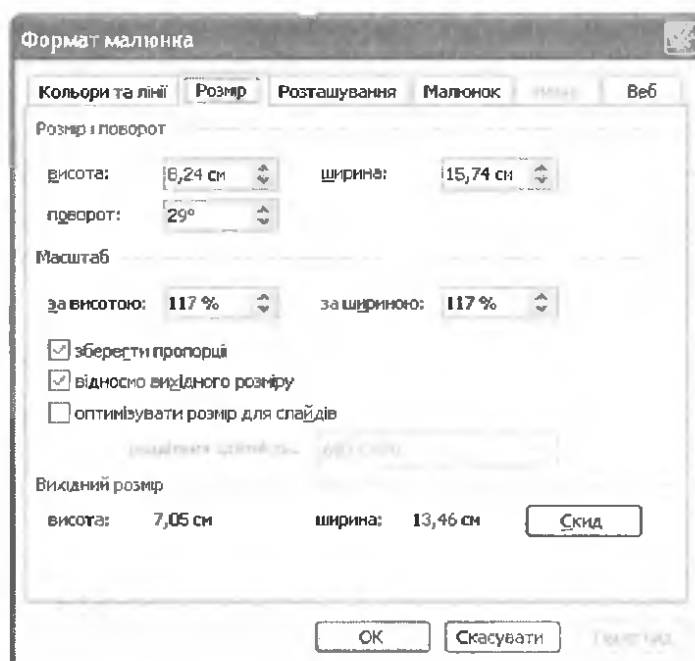 Формат малюнка
Кольори та лінії Розмір Розташування Малюнок Веб
Розмір і поворот
висота: 8,24 см ширина: 15,74 см
поворот: 29°
Масштаб
за висотою: 117 % за шириною: 117 %
зберегти пропорції
відносно вихідного розміру
оптимізувати розмір для слайдів
Вихідний розмір
висота: 7,05 см ширина: 13,46 см Скид
ОК Скасувати